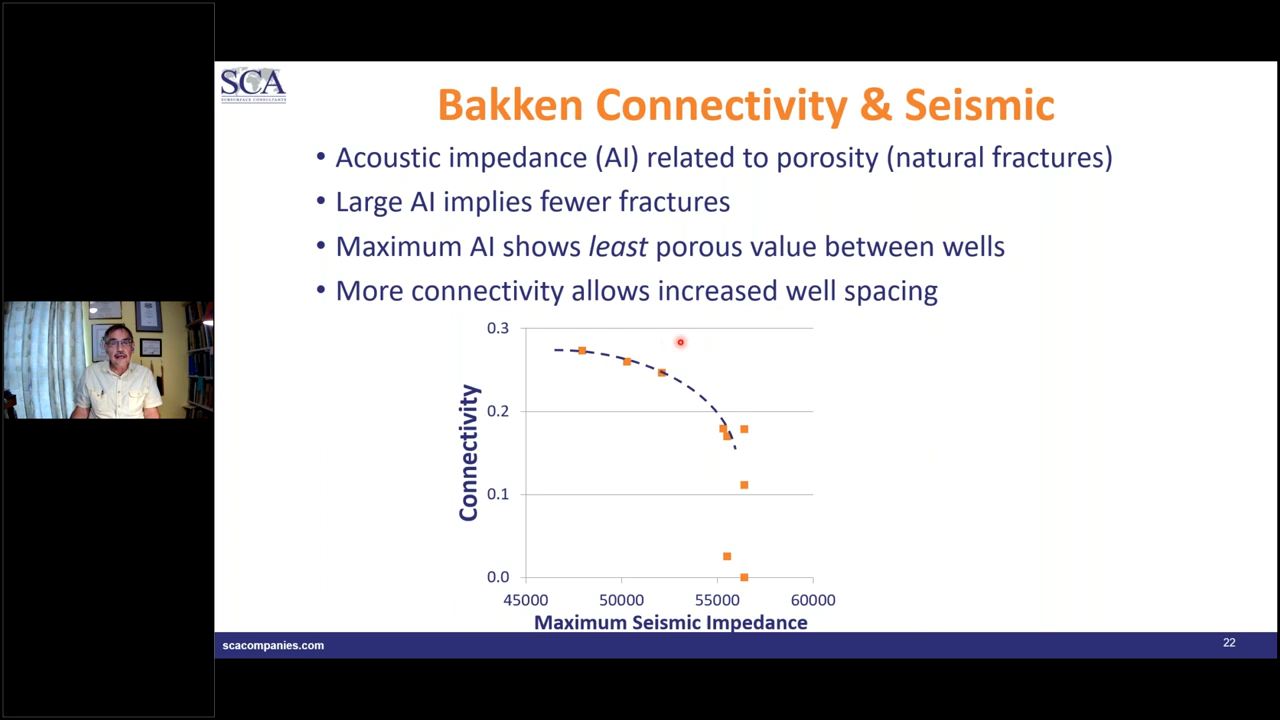 SCA
SUBSURFACE CONSULTANTS
Bakken Connectivity & Seismic
• Acoustic impedance (AI) related to porosity (natural fractures)
• Large AI implies fewer fractures
• Maximum AI shows least porous value between wells
• More connectivity allows increased well spacing
Connectivity
0.3
0.2
0.1
0.0
45000 50000 55000 60000
Maximum Seismic Impedance
scacompanies.com
22